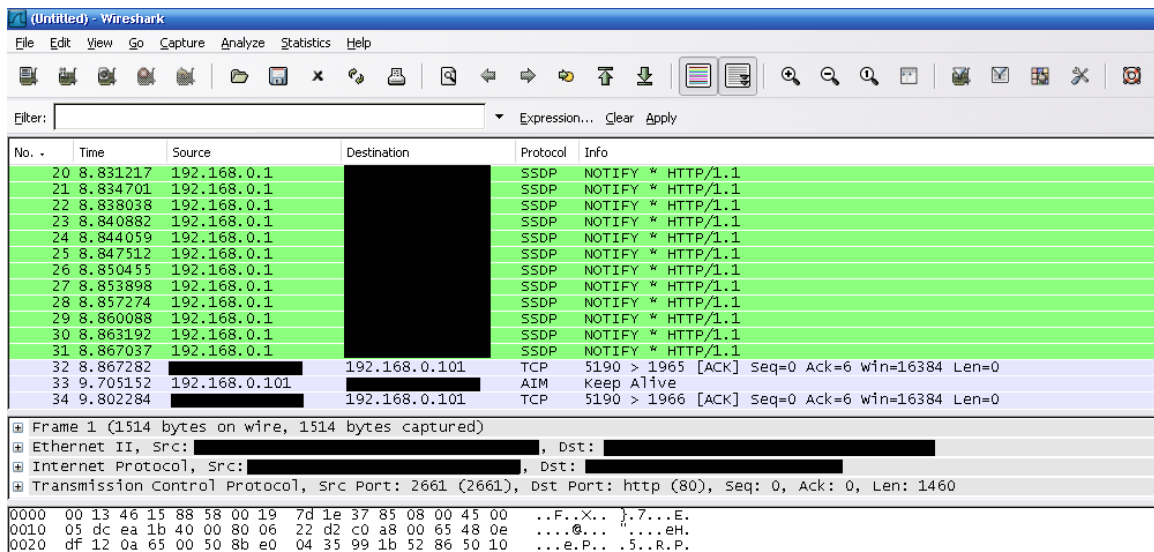 (Untitled) - Wireshark
File Edit View Go Capture Analyze Statistics Help
Filter: Expression... Clear Apply
No. - Time Source Destination Protocol Info
20 8.831217 192.168.0.1 SSDP NOTIFY * HTTP/1.1
21 8.834701 192.168.0.1 SSDP NOTIFY * HTTP/1.1
22 8.838038 192.168.0.1 SSDP NOTIFY * HTTP/1.1
23 8.840882 192.168.0.1 SSDP NOTIFY * HTTP/1.1
24 8.844059 192.168.0.1 SSDP NOTIFY * HTTP/1.1
25 8.847512 192.168.0.1 SSDP NOTIFY * HTTP/1.1
26 8.850455 192.168.0.1 SSDP NOTIFY * HTTP/1.1
27 8.853898 192.168.0.1 SSDP NOTIFY * HTTP/1.1
28 8.857274 192.168.0.1 SSDP NOTIFY * HTTP/1.1
29 8.860088 192.168.0.1 SSDP NOTIFY * HTTP/1.1
30 8.863192 192.168.0.1 SSDP NOTIFY * HTTP/1.1
31 8.867037 192.168.0.1 SSDP NOTIFY * HTTP/1.1
32 8.867282 192.168.0.101 TCP 5190 > 1965 [ACK] Seq=0 Ack=6 Win=16384 Len=0
33 9.705152 192.168.0.101 AIM Keep Alive
34 9.802284 192.168.0.101 TCP 5190 > 1966 [ACK] Seq=0 Ack=6 Win=16384 Len=0
Frame 1 (1514 bytes on wire, 1514 bytes captured)
Ethernet II, Src: , Dst:
Internet Protocol, Src: , Dst:
Transmission Control Protocol, Src Port: 2661 (2661), Dst Port: http (80), Seq: 0, Ack: 0, Len: 1460
0000 00 13 46 15 88 58 00 19 7d 1e 37 85 08 00 45 00 ..F..X.. }.7...E.
0010 05 dc ea 1b 40 00 80 06 22 d2 c0 a8 00 65 48 0e ....@... "....eH.
0020 df 12 0a 65 00 50 8b e0 04 35 99 1b 52 86 50 10 ...e.P.. .5..R.P.